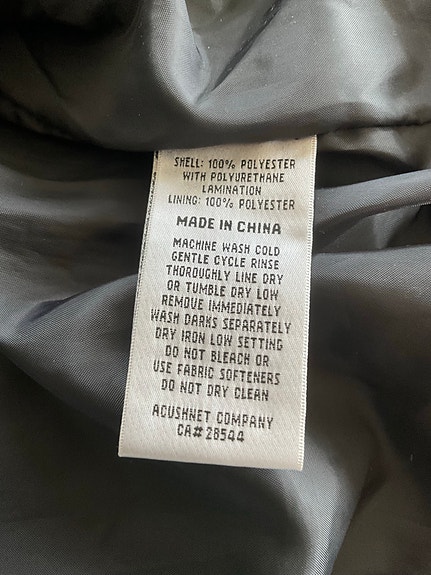 SHELL: 100% POLYESTER
WITH POLYURETHANE
LAMINATION
LINING: 100% POLYESTER
MADE IN CHINA
MACHINE WASH COLD
GENTLE CYCLE RINSE
THOROUGHLY LINE DRY
OR TUMBLE DRY LOW
REMOVE IMMEDIATELY
WASH DARKS SEPARATELY
DRY IRON LOW SETTING
DO NOT BLEACH OR
USE FABRIC SOFTENERS
DO NOT DRY CLEAN
ACUSHNET COMPANY
CA# 28544